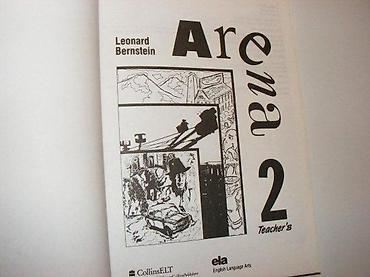 Leonard
Bernstein
Arena
2
Teacher's
CollinsELT
ela
English Language Arts